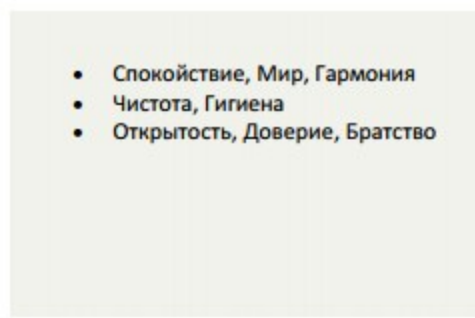 • Спокойствие, Мир, Гармония
• Чистота, Гигиена
• Открытость, Доверие, Братство